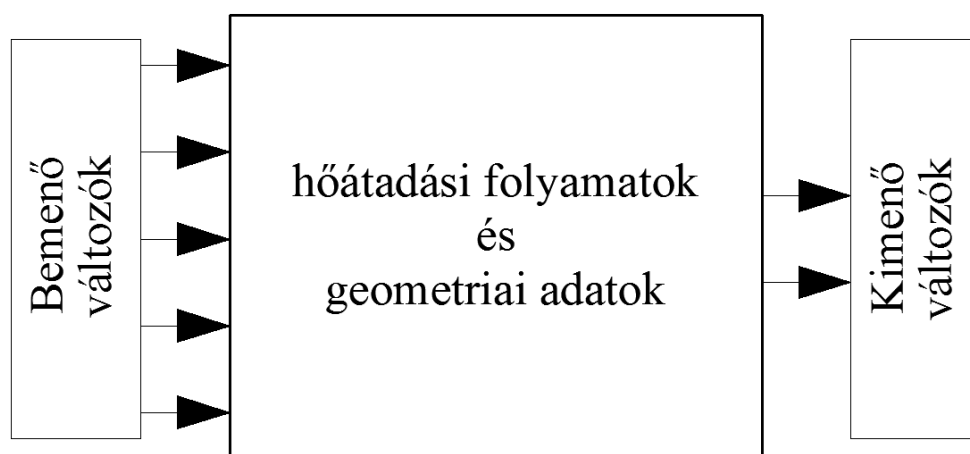 Bemenő
változók
hőátadási folyamatok
és
geometriai adatok
Kimenő
változók